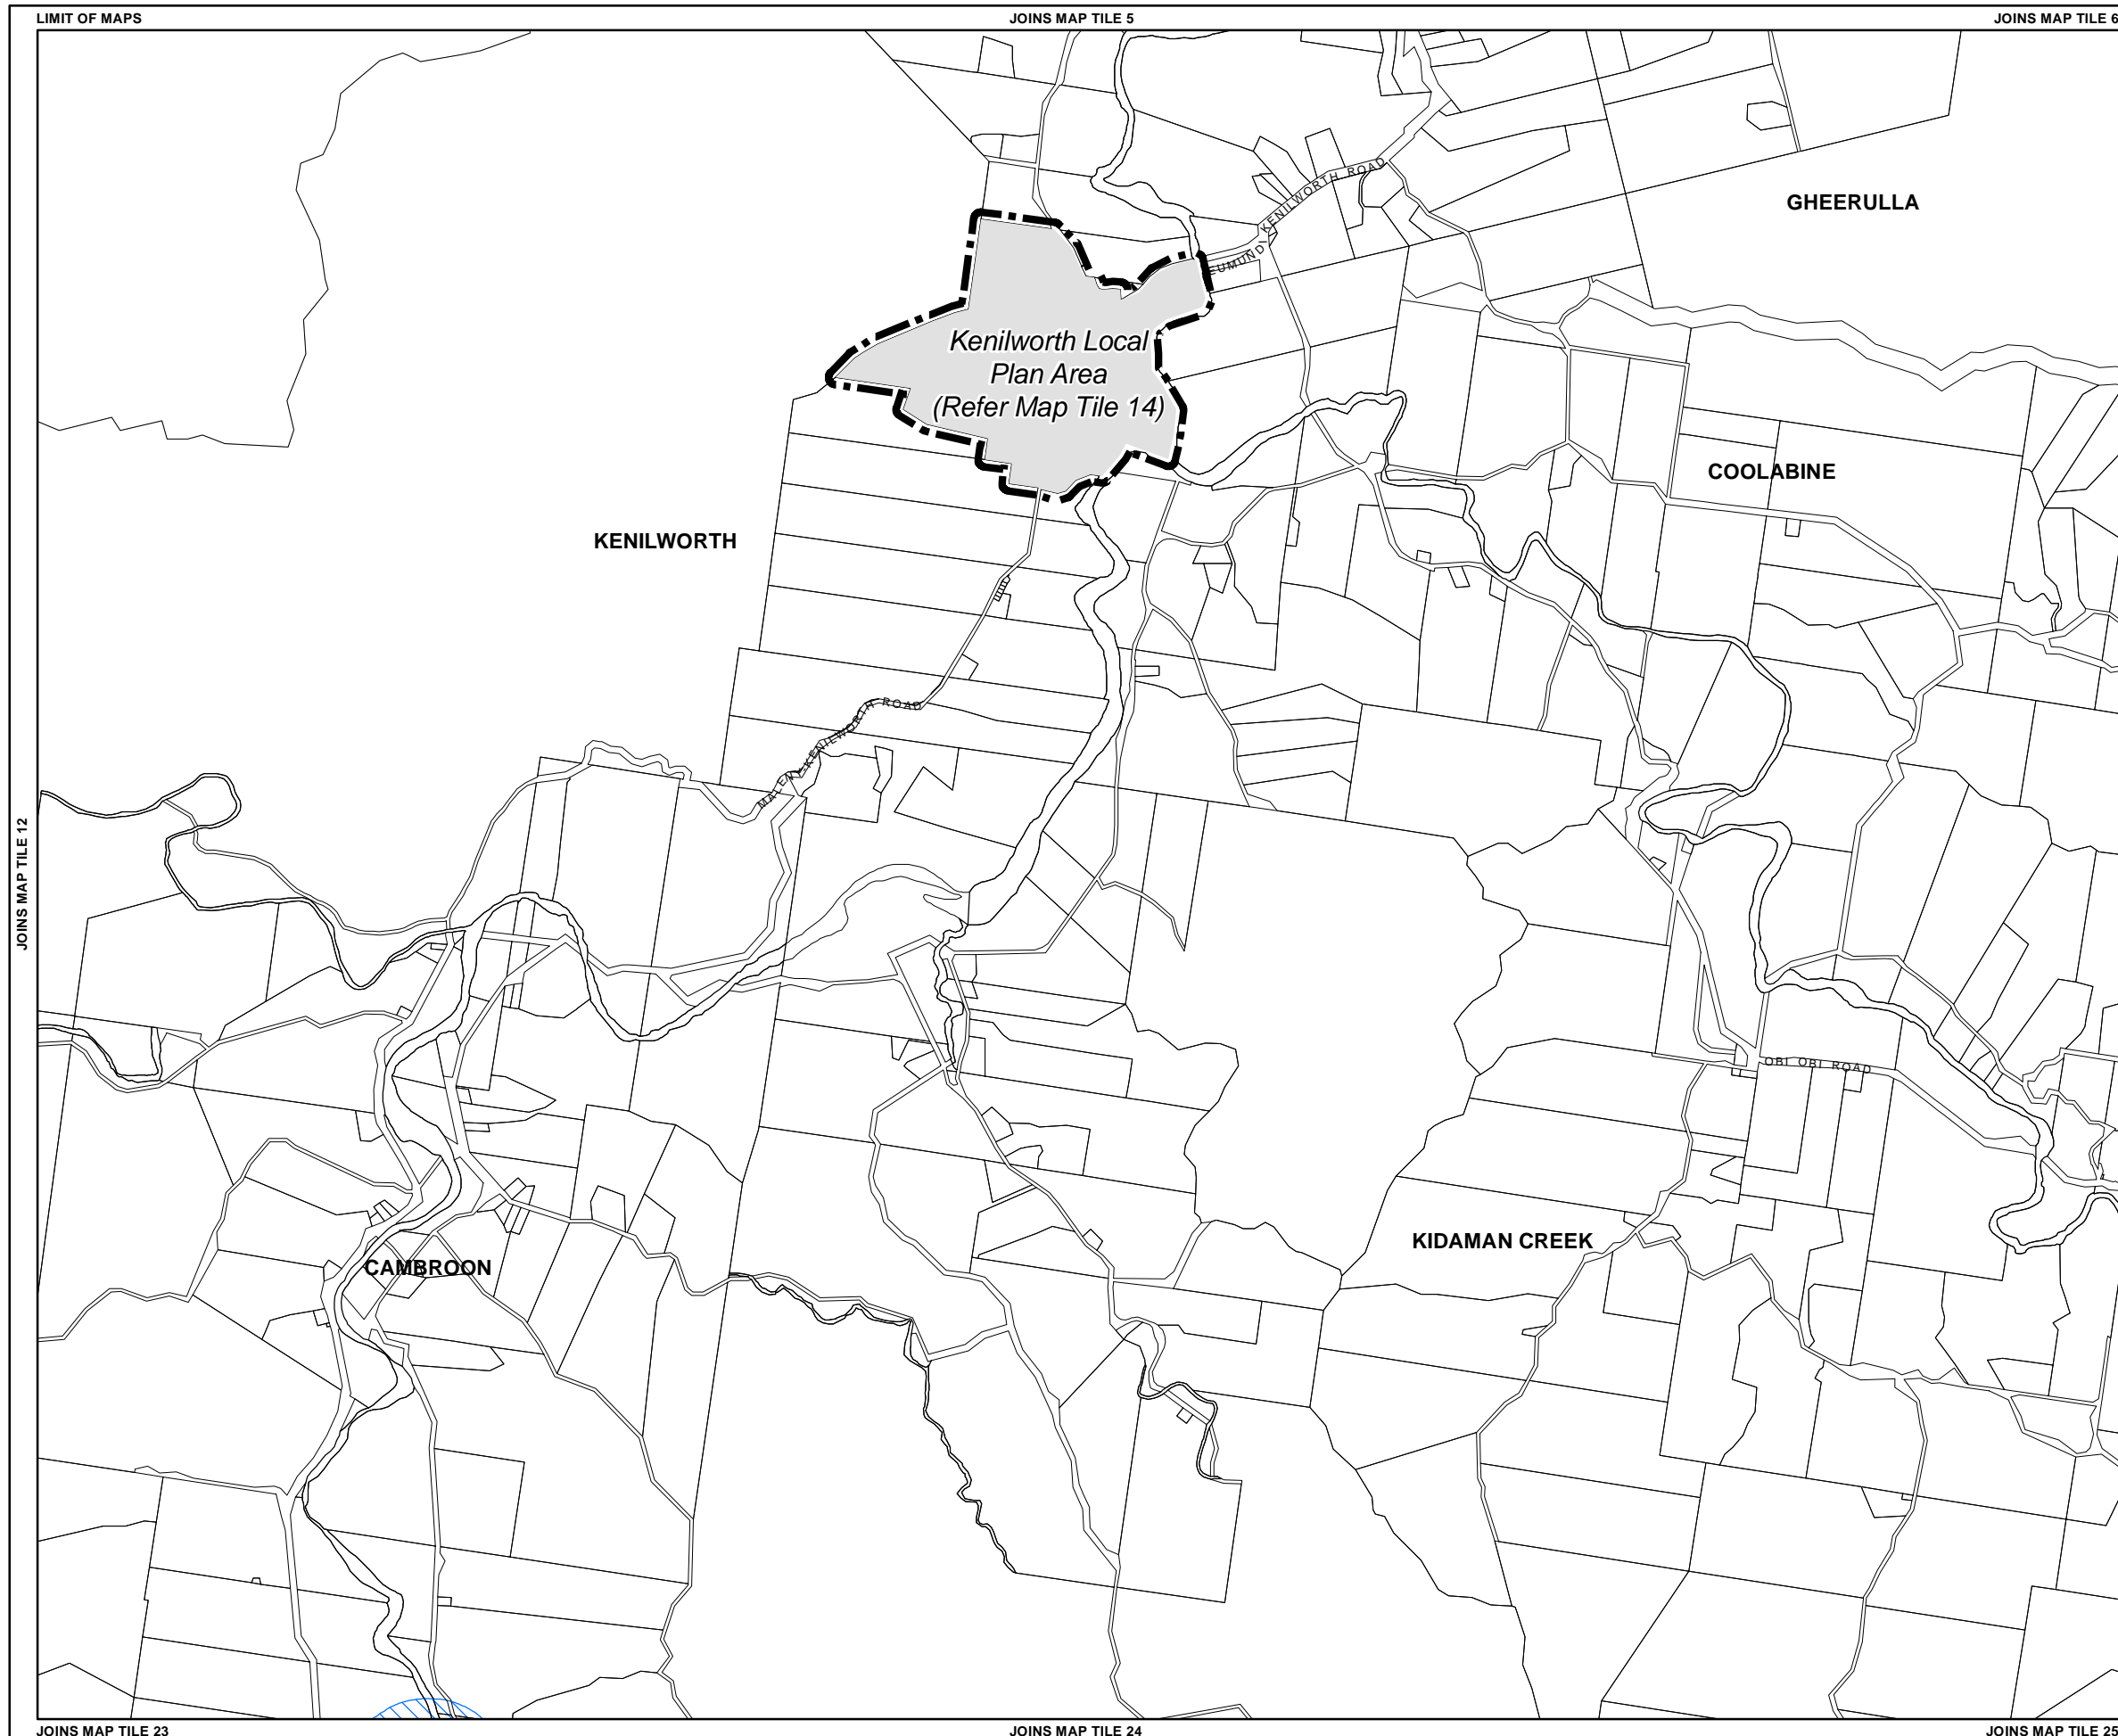 LIMIT OF MAPS
JOINS MAP TILE 5
JOINS MAP TILE 6
EUMUNDI KENILWORTH ROAD
GHEERULLA
Kenilworth Local
Plan Area
(Refer Map Tile 14)
COOLABINE
KENILWORTH
MALENY-KENILWORTH ROAD
JOINS MAP TILE 12
OBI OBI ROAD
KIDAMAN CREEK
CAMBROON
JOINS MAP TILE 23
JOINS MAP TILE 24
JOINS MAP TILE 25